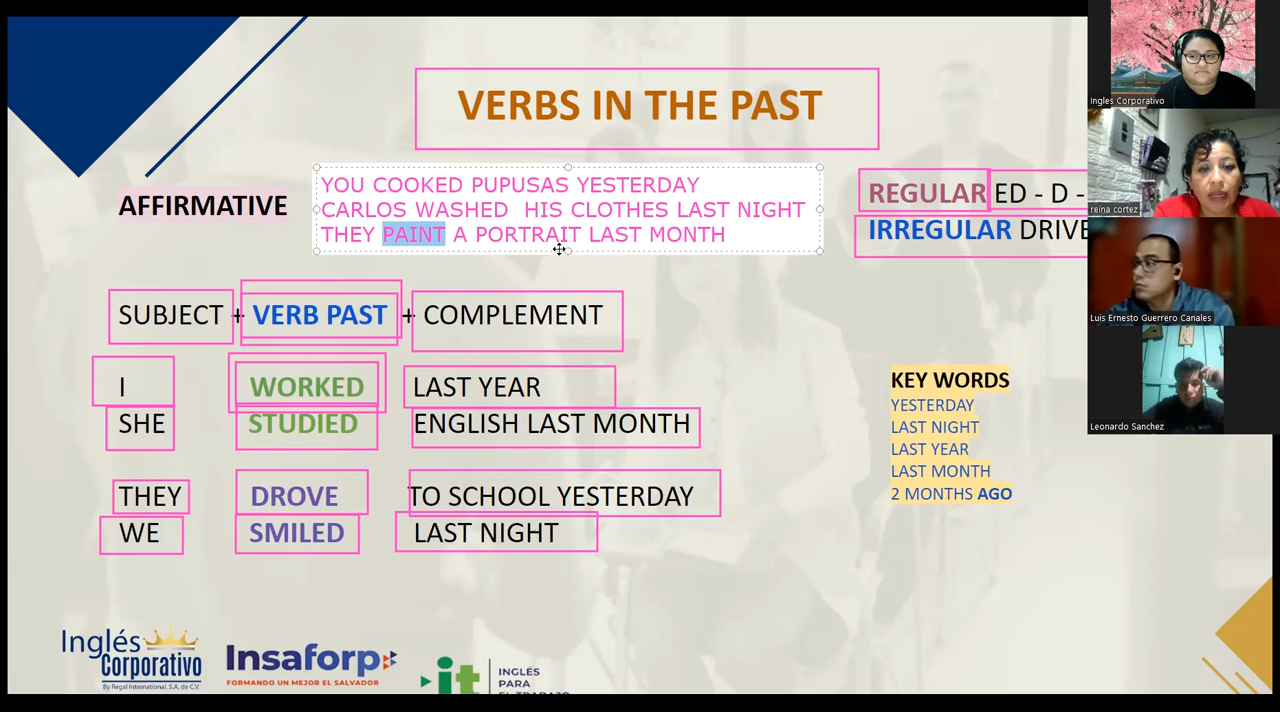 VERBS IN THE PAST
AFFIRMATIVE
YOU COOKED PUPUSAS YESTERDAY
CARLOS WASHED HIS CLOTHES LAST NIGHT
THEY PAINT A PORTRAIT LAST MONTH
REGULAR ED - D -
IRREGULAR DRIVE
SUBJECT + VERB PAST + COMPLEMENT
I WORKED LAST YEAR
SHE STUDIED ENGLISH LAST MONTH
THEY DROVE TO SCHOOL YESTERDAY
WE SMILED LAST NIGHT
KEY WORDS
YESTERDAY
LAST NIGHT
LAST YEAR
LAST MONTH
2 MONTHS AGO
Ingles Corporativo
reina cortez
Luis Ernesto Guerrero Canales
Leonardo Sanchez
Inglés
Corporativo
By Regal International, S.A. de C.V.
Insaforp
FORMANDO UN MEJOR EL SALVADOR
it
INGLÉS
PARA
EL TRABAJO